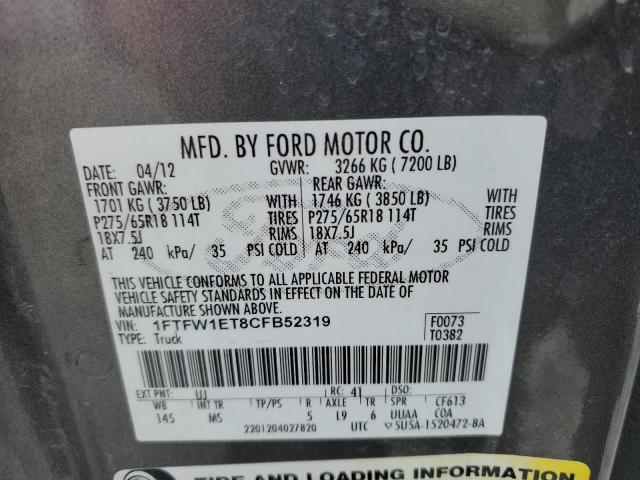 MFD. BY FORD MOTOR CO.
DATE: 04/12 GVWR: 3266 KG ( 7200 LB)
FRONT GAWR: REAR GAWR:
1701 KG ( 3750 LB) WITH 1746 KG ( 3850 LB) WITH
P275/65R18 114T TIRES P275/65R18 114T TIRES
18X7.5J RIMS 18X7.5J RIMS
AT 240 kPa/ 35 PSI COLD AT 240 kPa/ 35 PSI COLD
THIS VEHICLE CONFORMS TO ALL APPLICABLE FEDERAL MOTOR
VEHICLE SAFETY STANDARDS IN EFFECT ON THE DATE OF
MANUFACTURE SHOWN ABOVE.
VIN: 1FTFW1ET8CFB52319 F0073
TYPE: Truck T0382
EXT PNT: UJ RC: 41 DSO:
WB INT TR TP/PS R AXLE TR SPR CF613
145 MS 5 L9 6 UUAA COA
2201204027820 UTC 5U5A-1520472-BA
TIRE AND LOADING INFORMATION